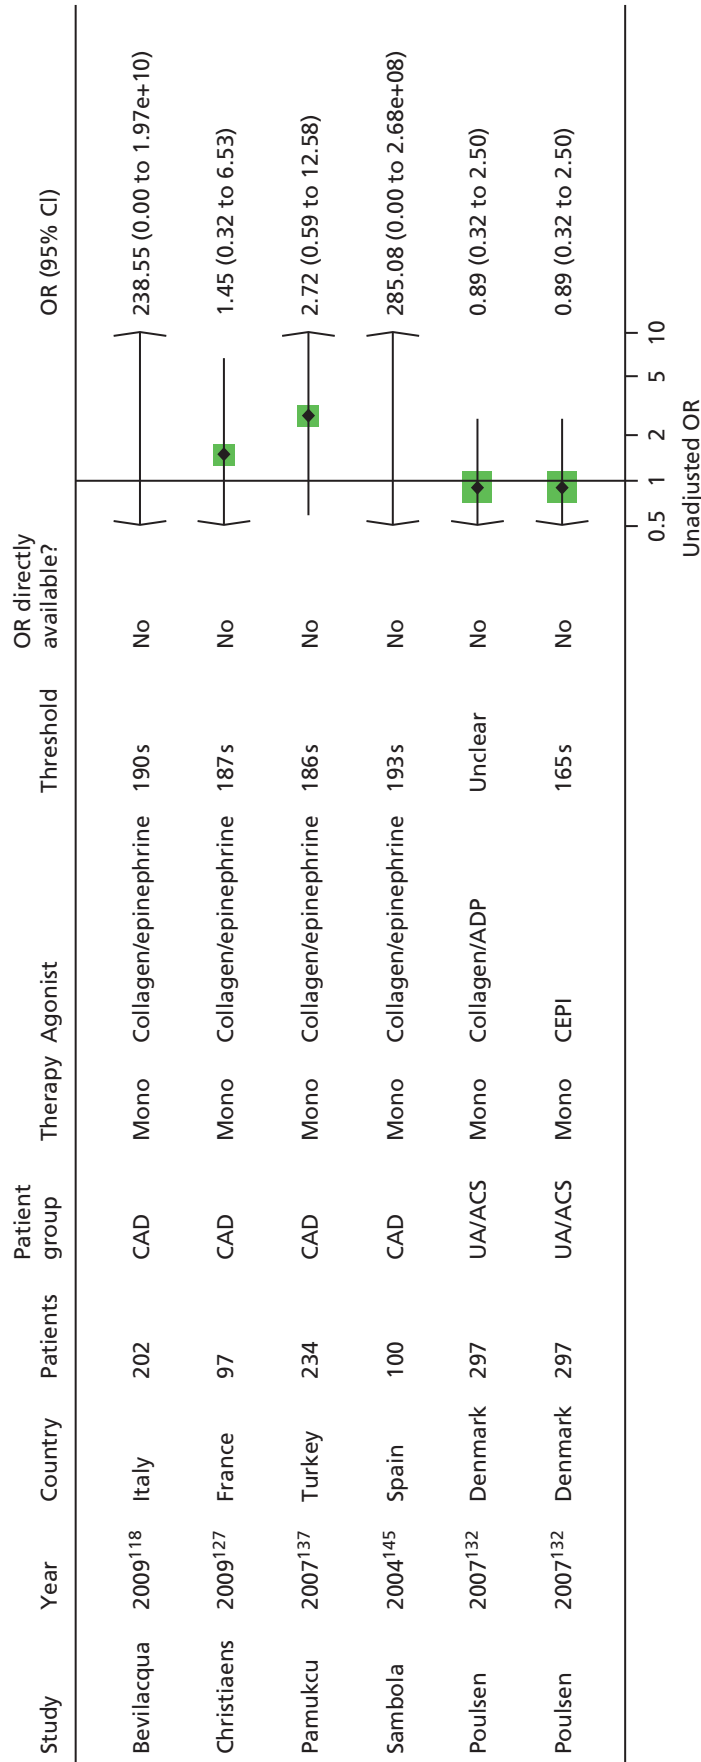 Study Year Country Patients Patient group Therapy Agonist Threshold OR directly available? OR (95% CI)
Bevilacqua 2009118 Italy 202 CAD Mono Collagen/epinephrine 190s No 238.55 (0.00 to 1.97e+10)
Christiaens 2009127 France 97 CAD Mono Collagen/epinephrine 187s No 1.45 (0.32 to 6.53)
Pamukcu 2007137 Turkey 234 CAD Mono Collagen/epinephrine 186s No 2.72 (0.59 to 12.58)
Sambola 2004145 Spain 100 CAD Mono Collagen/epinephrine 193s No 285.08 (0.00 to 2.68e+08)
Poulsen 2007132 Denmark 297 UA/ACS Mono Collagen/ADP Unclear No 0.89 (0.32 to 2.50)
Poulsen 2007132 Denmark 297 UA/ACS Mono CEPI 165s No 0.89 (0.32 to 2.50)
0.5 1 2 5 10
Unadjusted OR